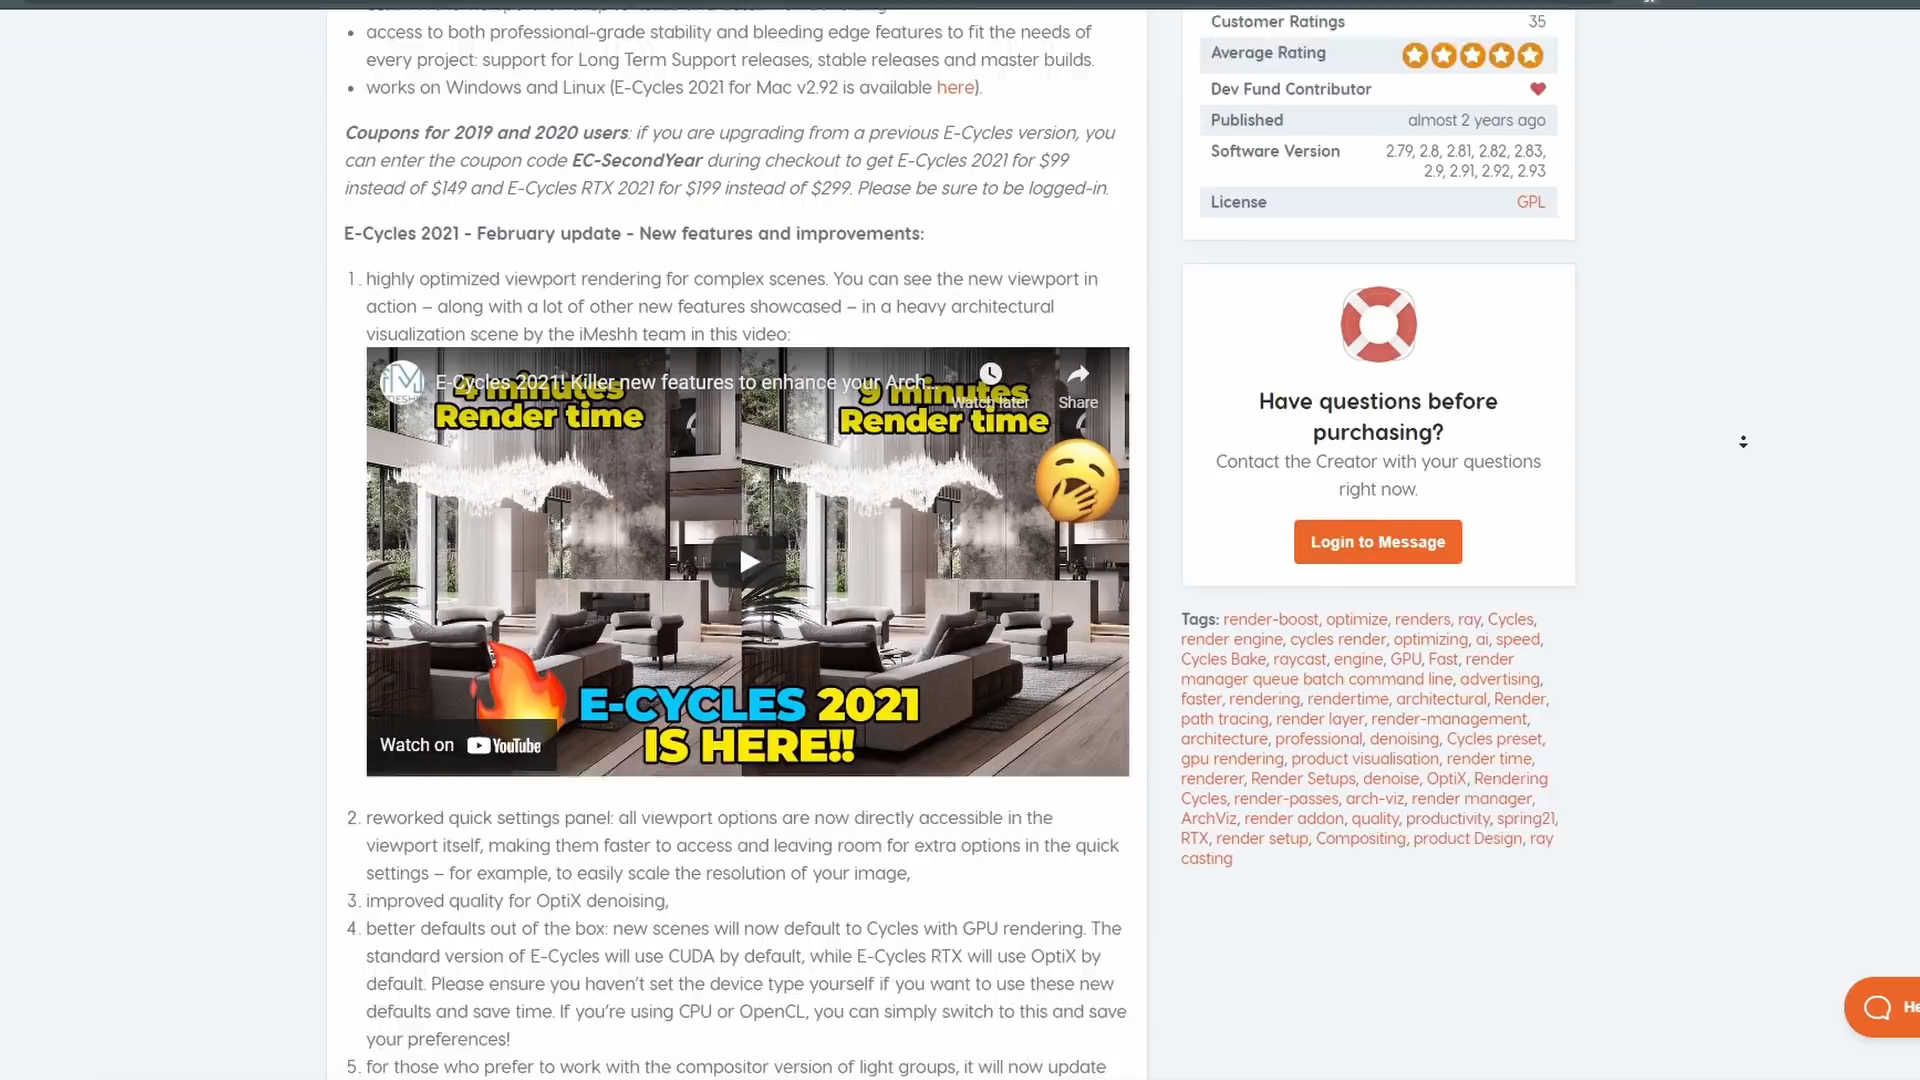 access to both professional-grade stability and bleeding edge features to fit the needs of
every project: support for Long Term Support releases, stable releases and master builds.
works on Windows and Linux (E-Cycles 2021 for Mac v2.92 is available here).
Coupons for 2019 and 2020 users: if you are upgrading from a previous E-Cycles version, you
can enter the coupon code EC-SecondYear during checkout to get E-Cycles 2021 for $99
instead of $149 and E-Cycles RTX 2021 for $199 instead of $299. Please be sure to be logged-in.
E-Cycles 2021 - February update - New features and improvements:
1. highly optimized viewport rendering for complex scenes. You can see the new viewport in
action – along with a lot of other new features showcased – in a heavy architectural
visualization scene by the iMeshh team in this video:
E-Cycles 2021! Killer new features to enhance your Arch...
4 minutes
Render time
9 minutes
Render time
Watch later
Share
E-CYCLES 2021
IS HERE!!
Watch on YouTube
2. reworked quick settings panel: all viewport options are now directly accessible in the
viewport itself, making them faster to access and leaving room for extra options in the quick
settings – for example, to easily scale the resolution of your image,
3. improved quality for OptiX denoising,
4. better defaults out of the box: new scenes will now default to Cycles with GPU rendering. The
standard version of E-Cycles will use CUDA by default, while E-Cycles RTX will use OptiX by
default. Please ensure you haven't set the device type yourself if you want to use these new
defaults and save time. If you're using CPU or OpenCL, you can simply switch to this and save
your preferences!
5. for those who prefer to work with the compositor version of light groups, it will now update
Customer Ratings 35
Average Rating
Dev Fund Contributor
Published almost 2 years ago
Software Version 2.79, 2.8, 2.81, 2.82, 2.83,
2.9, 2.91, 2.92, 2.93
License GPL
Have questions before
purchasing?
Contact the Creator with your questions
right now.
Login to Message
Tags: render-boost, optimize, renders, ray, Cycles,
render engine, cycles render, optimizing, ai, speed,
Cycles Bake, raycast, engine, GPU, Fast, render
manager queue batch command line, advertising,
faster, rendering, rendertime, architectural, Render,
path tracing, render layer, render-management,
architecture, professional, denoising, Cycles preset,
gpu rendering, product visualisation, render time,
renderer, Render Setups, denoise, OptiX, Rendering
Cycles, render-passes, arch-viz, render manager,
ArchViz, render addon, quality, productivity, spring21,
RTX, render setup, Compositing, product Design, ray
casting
He